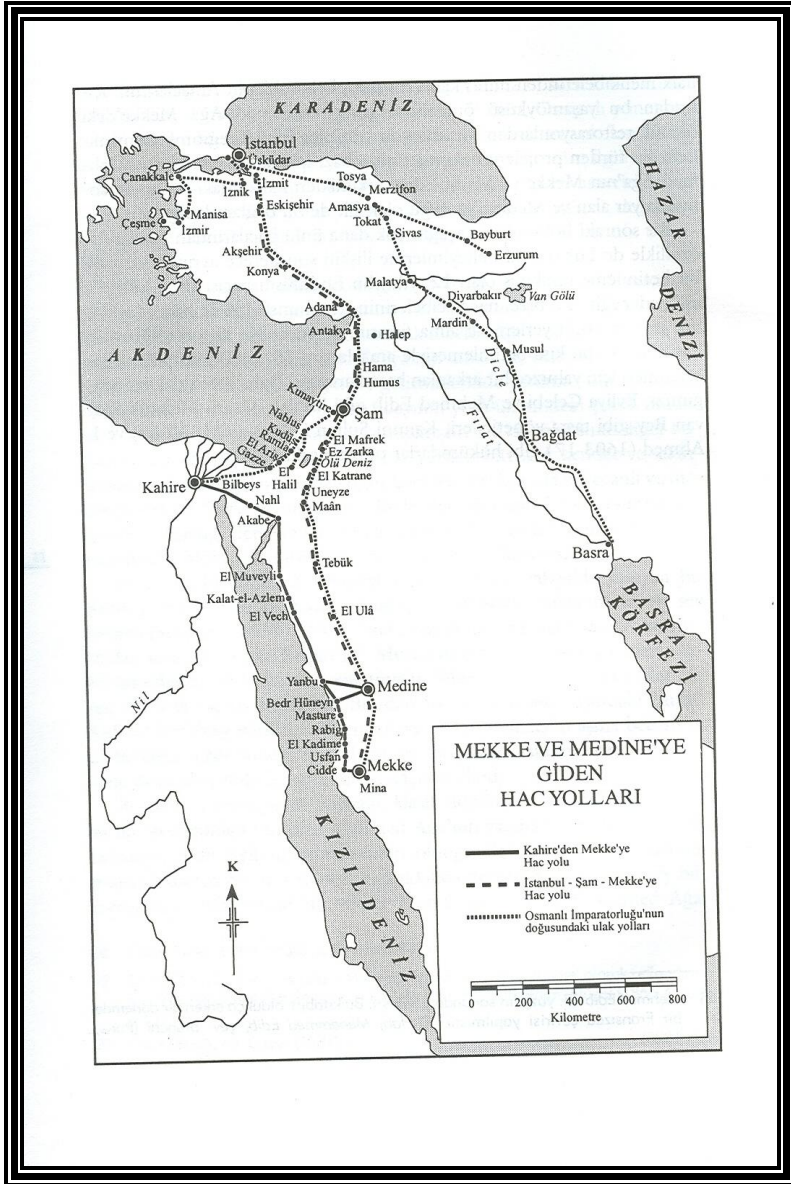 KARADENİZ
İstanbul
Üsküdar
Çanakkale
İznik
İzmit
Tosya
Merzifon
Eskişehir
Amasya
Tokat
Manisa
Çeşme
İzmir
Sivas
Bayburt
Erzurum
Akşehir
Konya
Malatya
Diyarbakır
Van Gölü
Adana
Mardin
Antakya
Halep
Musul
HAZAR
DENİZİ
AKDENİZ
Dicle
Hama
Humus
Fırat
Kunaytire
Şam
Nablus
Kudüs
Ramla
El Ariş
Gazze
El
Halil
El Mafrek
Ez Zarka
Ölü Deniz
El Katrane
Bağdat
Kahire
Bilbeys
Uneyze
Maân
Nahl
Akabe
Basra
Tebük
El Muveyli
Kalat-el-Azlem
El Vech
El Ulâ
BASRA
KÖRFEZİ
Nil
Yanbu
Medine
Bedr Hüneyn
Masture
Rabig
El Kadime
Usfan
Cidde
Mekke
Mina
KIZILDENİZ
K
MEKKE VE MEDİNE'YE
GİDEN
HAC YOLLARI
Kahire'den Mekke'ye
Hac yolu
İstanbul - Şam - Mekke'ye
Hac yolu
Osmanlı İmparatorluğu'nun
doğusundaki ulak yolları
0 200 400 600 800
Kilometre